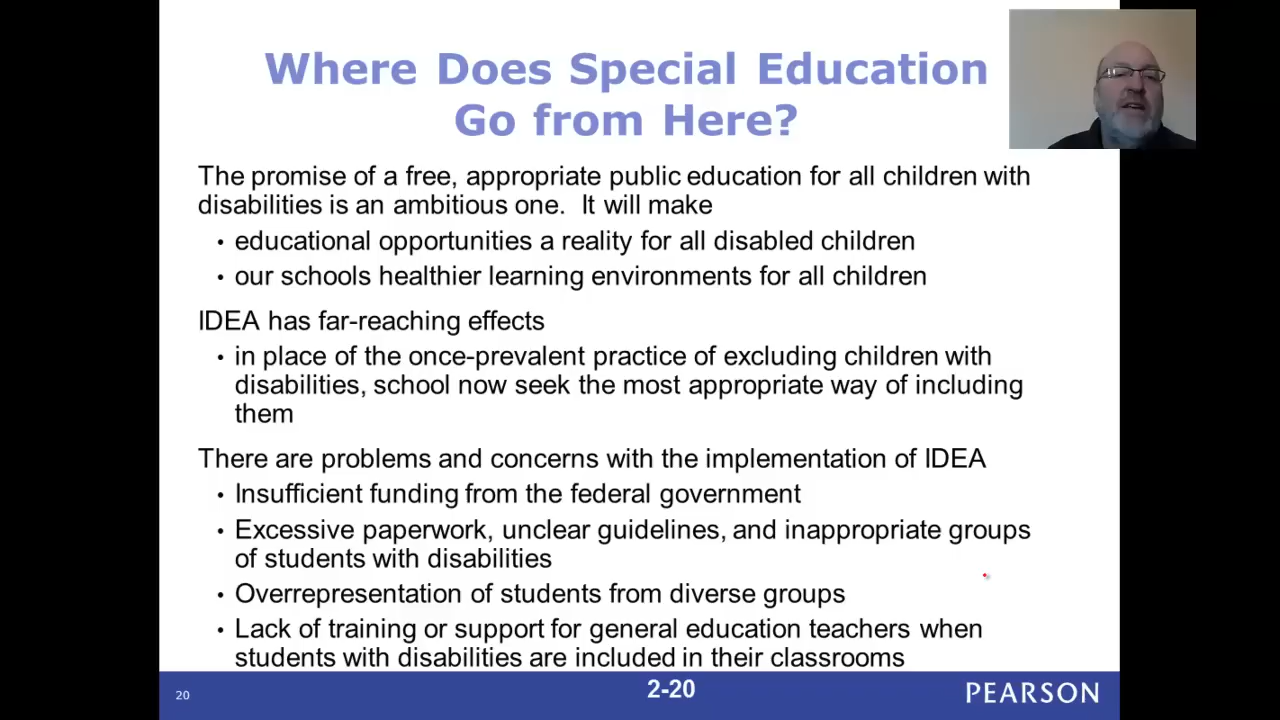 Where Does Special Education
Go from Here?
The promise of a free, appropriate public education for all children with
disabilities is an ambitious one.  It will make
• educational opportunities a reality for all disabled children
• our schools healthier learning environments for all children
IDEA has far-reaching effects
• in place of the once-prevalent practice of excluding children with
disabilities, school now seek the most appropriate way of including
them
There are problems and concerns with the implementation of IDEA
• Insufficient funding from the federal government
• Excessive paperwork, unclear guidelines, and inappropriate groups
of students with disabilities
• Overrepresentation of students from diverse groups
• Lack of training or support for general education teachers when
students with disabilities are included in their classrooms
20
2-20
PEARSON